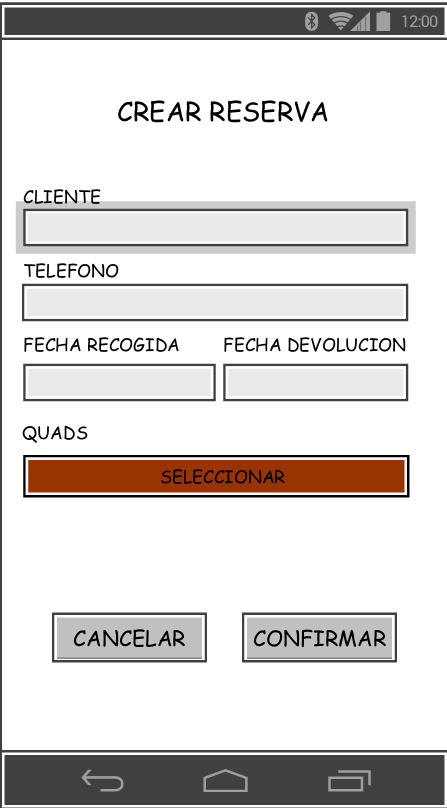 12:00
CREAR RESERVA
CLIENTE
TELEFONO
FECHA RECOGIDA FECHA DEVOLUCION
QUADS
SELECCIONAR
CANCELAR CONFIRMAR